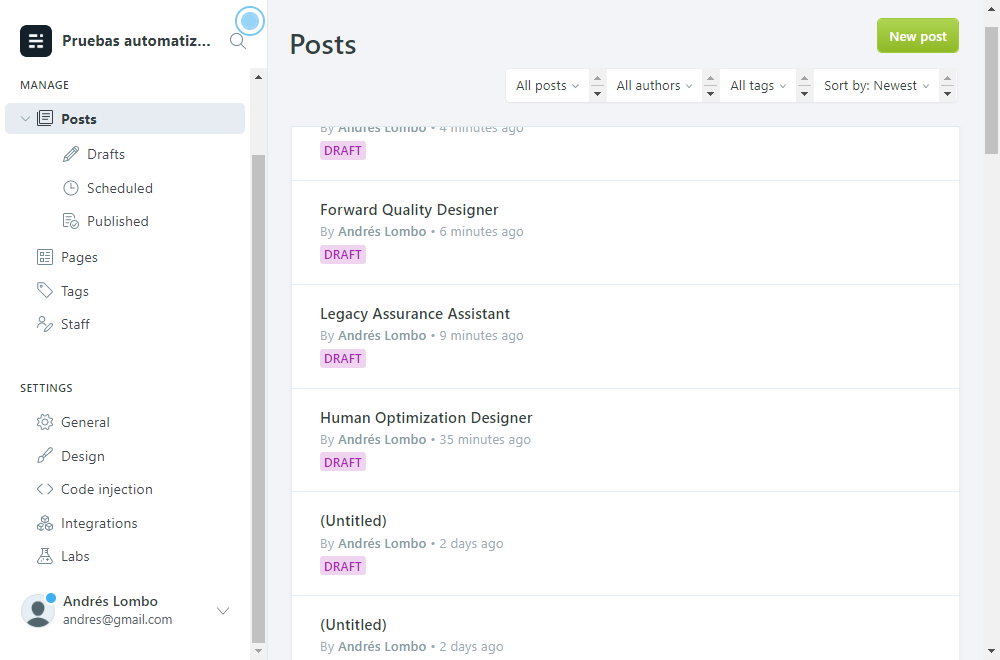 Pruebas automatiz...
MANAGE
Posts
Drafts
Scheduled
Published
Pages
Tags
Staff
SETTINGS
General
Design
Code injection
Integrations
Labs
Andrés Lombo
andres@gmail.com
Posts
New post
All posts
All authors
All tags
Sort by: Newest
By Andrés Lombo • 4 minutes ago
DRAFT
Forward Quality Designer
By Andrés Lombo • 6 minutes ago
DRAFT
Legacy Assurance Assistant
By Andrés Lombo • 9 minutes ago
DRAFT
Human Optimization Designer
By Andrés Lombo • 35 minutes ago
DRAFT
(Untitled)
By Andrés Lombo • 2 days ago
DRAFT
(Untitled)
By Andrés Lombo • 2 days ago